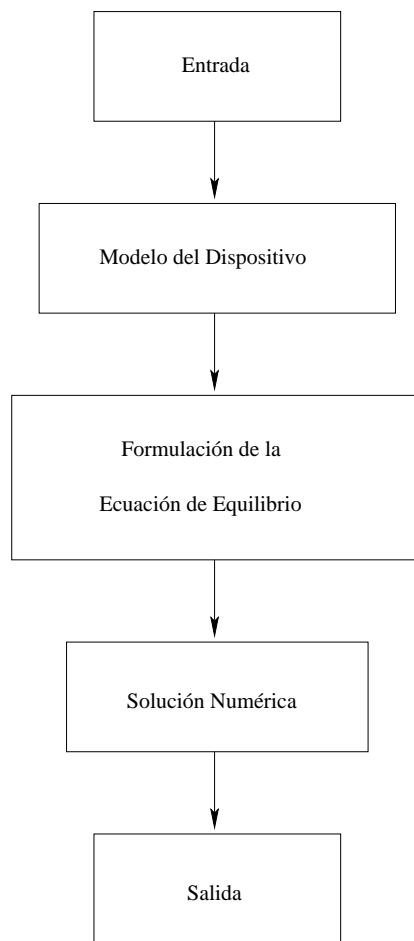 Entrada
Modelo del Dispositivo
Formulación de la
Ecuación de Equilibrio
Solución Numérica
Salida